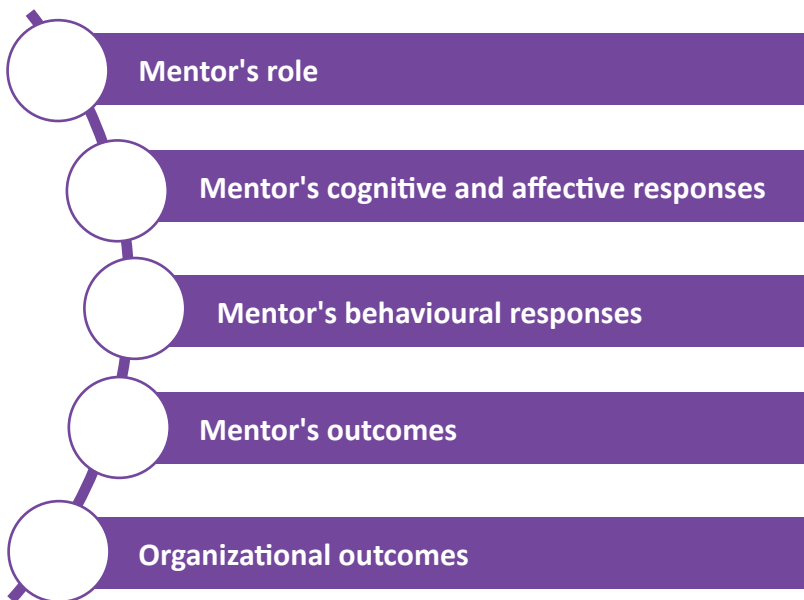 Mentor's role
Mentor's cognitive and affective responses
Mentor's behavioural responses
Mentor's outcomes
Organizational outcomes